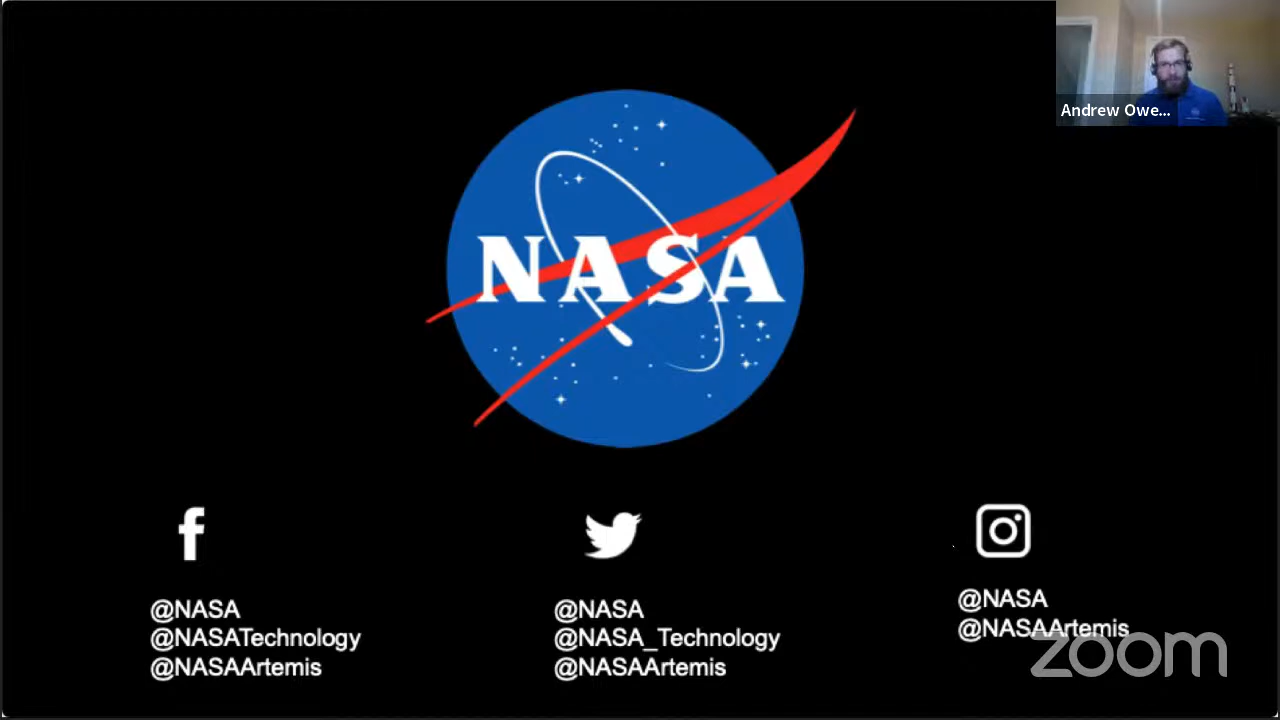 Andrew Owe...
NASA
@NASA
@NASATechnology
@NASAArtemis
@NASA
@NASA_Technology
@NASAArtemis
@NASA
@NASAArtemis
zoom